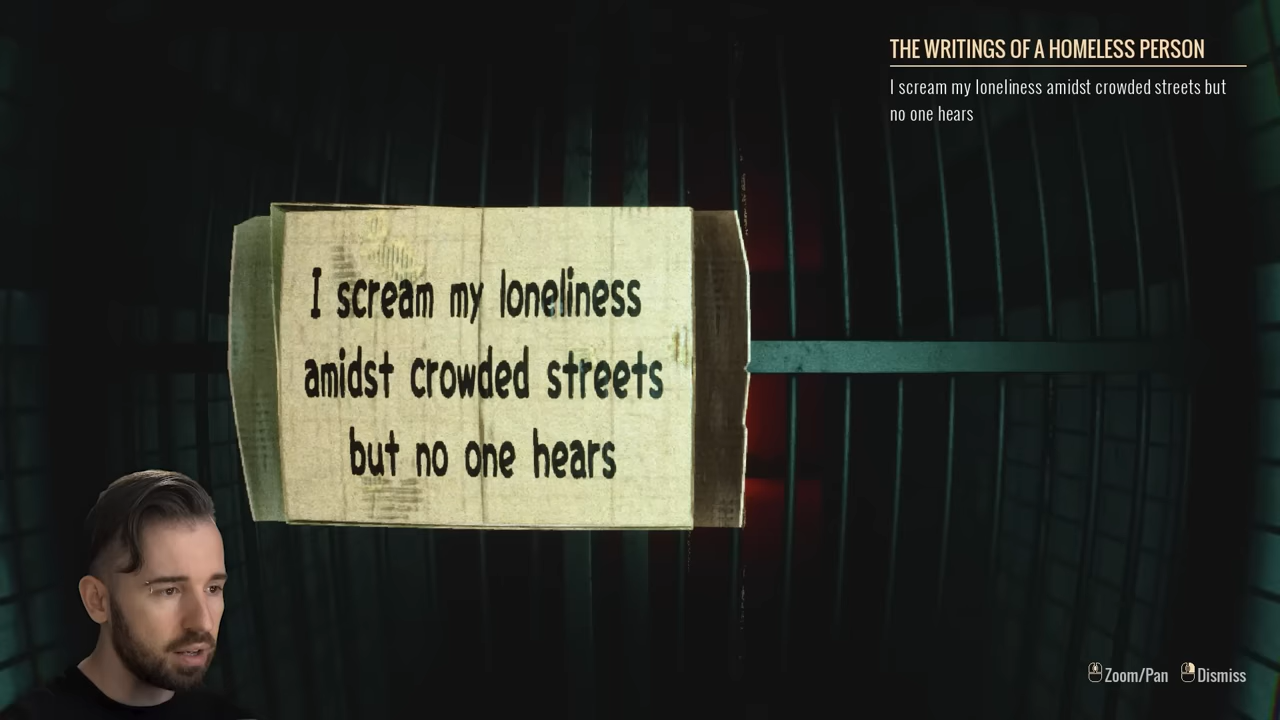 THE WRITINGS OF A HOMELESS PERSON
I scream my loneliness amidst crowded streets but
no one hears
I scream my loneliness
amidst crowded streets
but no one hears
Zoom/Pan Dismiss